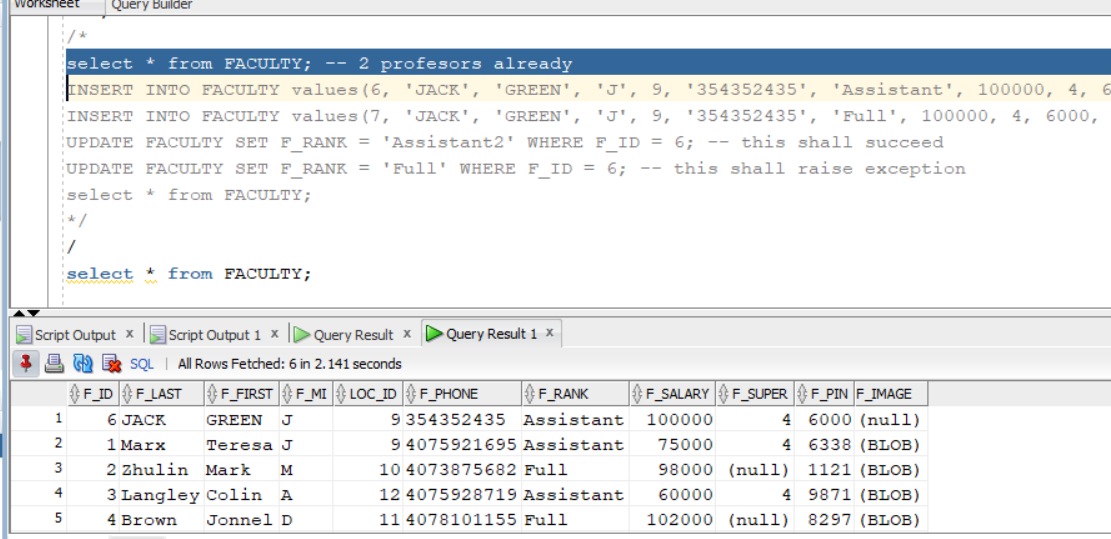 Worksheet Query Builder
/*
select * from FACULTY; -- 2 profesors already
INSERT INTO FACULTY values(6, 'JACK', 'GREEN', 'J', 9, '354352435', 'Assistant', 100000, 4, 6
INSERT INTO FACULTY values(7, 'JACK', 'GREEN', 'J', 9, '354352435', 'Full', 100000, 4, 6000,
UPDATE FACULTY SET F_RANK = 'Assistant2' WHERE F_ID = 6; -- this shall succeed
UPDATE FACULTY SET F_RANK = 'Full' WHERE F_ID = 6; -- this shall raise exception
select * from FACULTY;
*/
/
select * from FACULTY;
Script Output x Script Output 1 x Query Result x Query Result 1 x
SQL | All Rows Fetched: 6 in 2.141 seconds
F_ID F_LAST F_FIRST F_MI LOC_ID F_PHONE F_RANK F_SALARY F_SUPER F_PIN F_IMAGE
1 6 JACK GREEN J 9 354352435 Assistant 100000 4 6000 (null)
2 1 Marx Teresa J 9 4075921695 Assistant 75000 4 6338 (BLOB)
3 2 Zhulin Mark M 10 4073875682 Full 98000 (null) 1121 (BLOB)
4 3 Langley Colin A 12 4075928719 Assistant 60000 4 9871 (BLOB)
5 4 Brown Jonnel D 11 4078101155 Full 102000 (null) 8297 (BLOB)